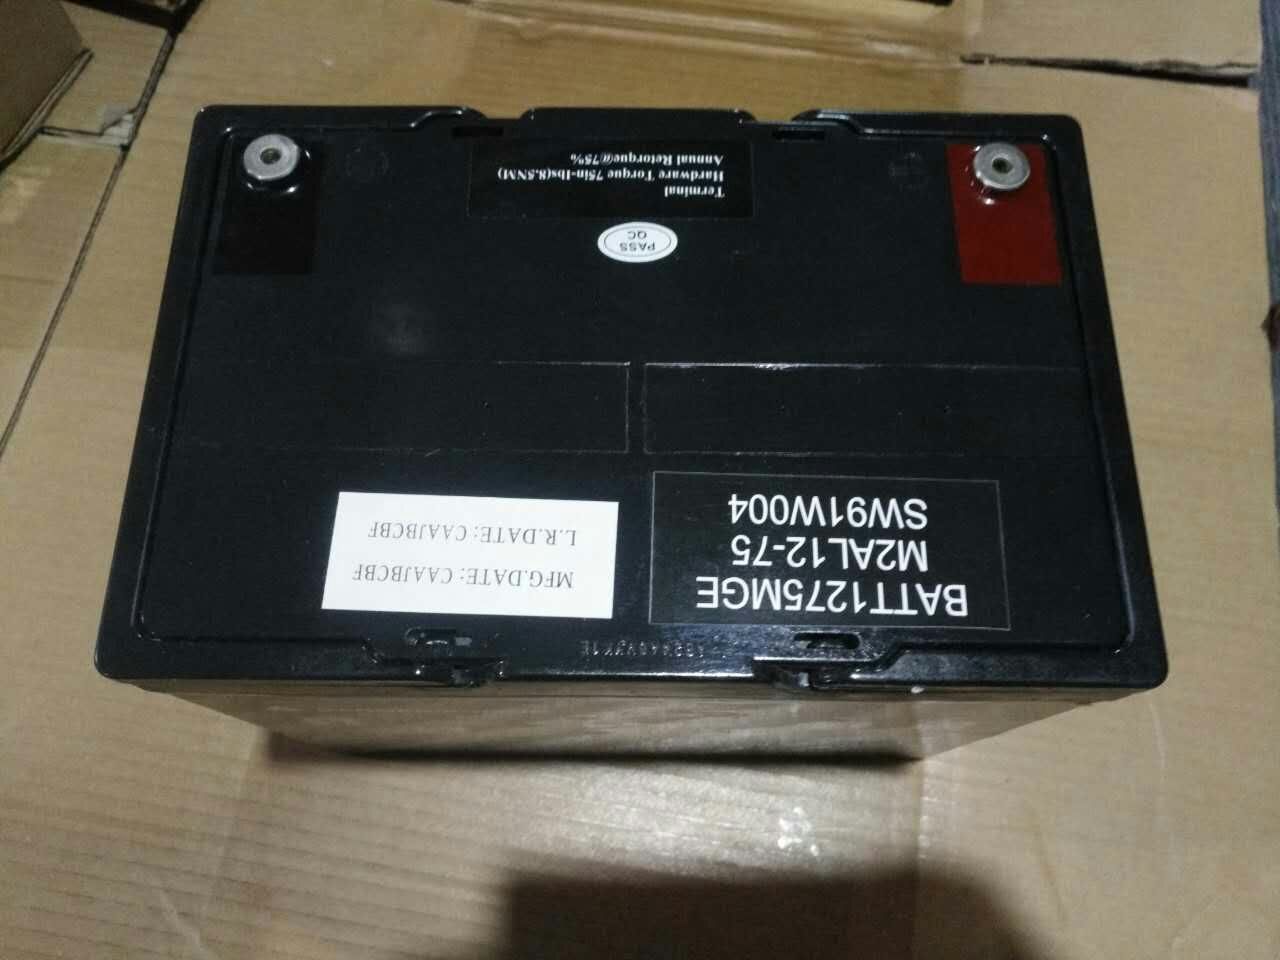 BATT1275MGE
M2AL12-75
SW91W004
MFG.DATE: CAAJBCBF
L.R.DATE: CAAJBCBF
QC
PASS
Terminal
Hardware Torque 75in-Ibs(8.5NM)
Annual Retorque@75%